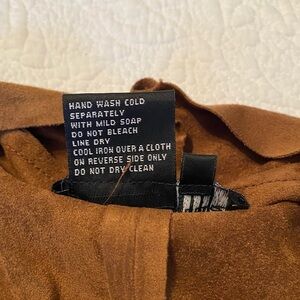 HAND WASH COLD
SEPARATELY
WITH MILD SOAP
DO NOT BLEACH
LINE DRY
COOL IRON OVER A CLOTH
ON REVERSE SIDE ONLY
DO NOT DRY CLEAN